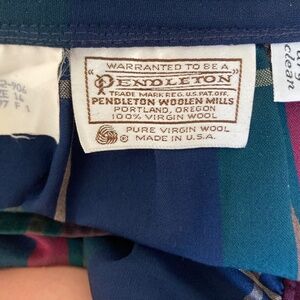 WARRANTED TO BE A
"PENDLETON"
TRADE MARK REG. U.S. PAT. OFF.
PENDLETON WOOLEN MILLS
PORTLAND, OREGON
100% VIRGIN WOOL
PURE VIRGIN WOOL
© MADE IN U.S.A.
clean